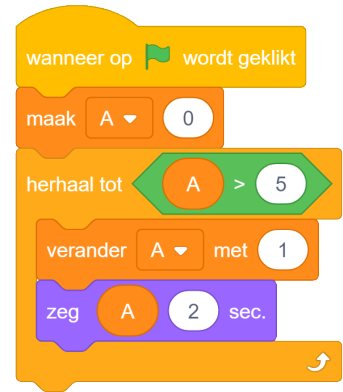 wanneer op wordt geklikt
maak A 0
herhaal tot A > 5
verander A met 1
zeg A 2 sec.